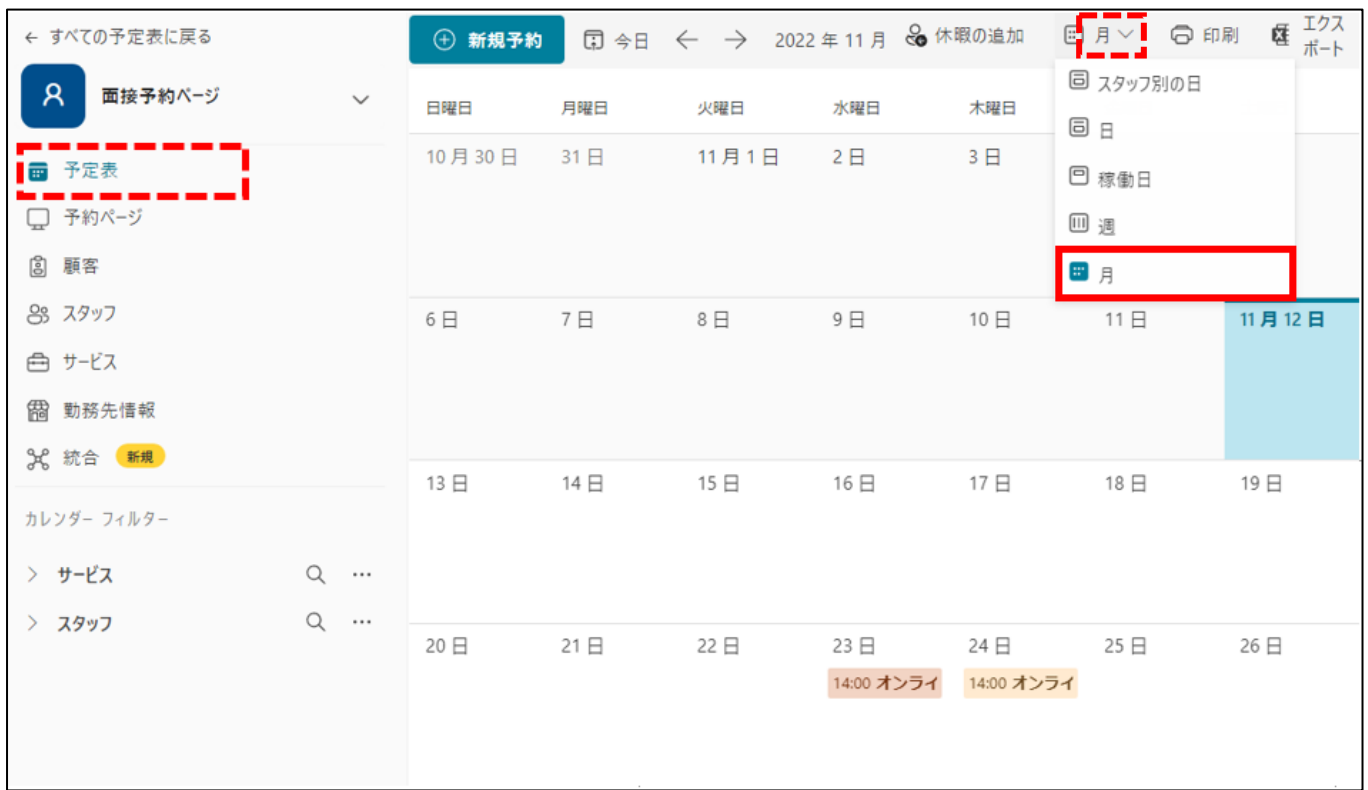 ← すべての予定表に戻る
面接予約ページ
予定表
予約ページ
顧客
スタッフ
サービス
勤務先情報
統合 新規
カレンダー フィルター
サービス
スタッフ
新規予約 今日 ← → 2022 年 11 月 休暇の追加 月 印刷 エクス
ポート
スタッフ別の日
日
稼働日
週
月
日曜日 月曜日 火曜日 水曜日 木曜日
10 月 30 日 31 日 11 月 1 日 2 日 3 日
6 日 7 日 8 日 9 日 10 日 11 日 11 月 12 日
13 日 14 日 15 日 16 日 17 日 18 日 19 日
20 日 21 日 22 日 23 日 24 日 25 日 26 日
14:00 オンライ 14:00 オンライ